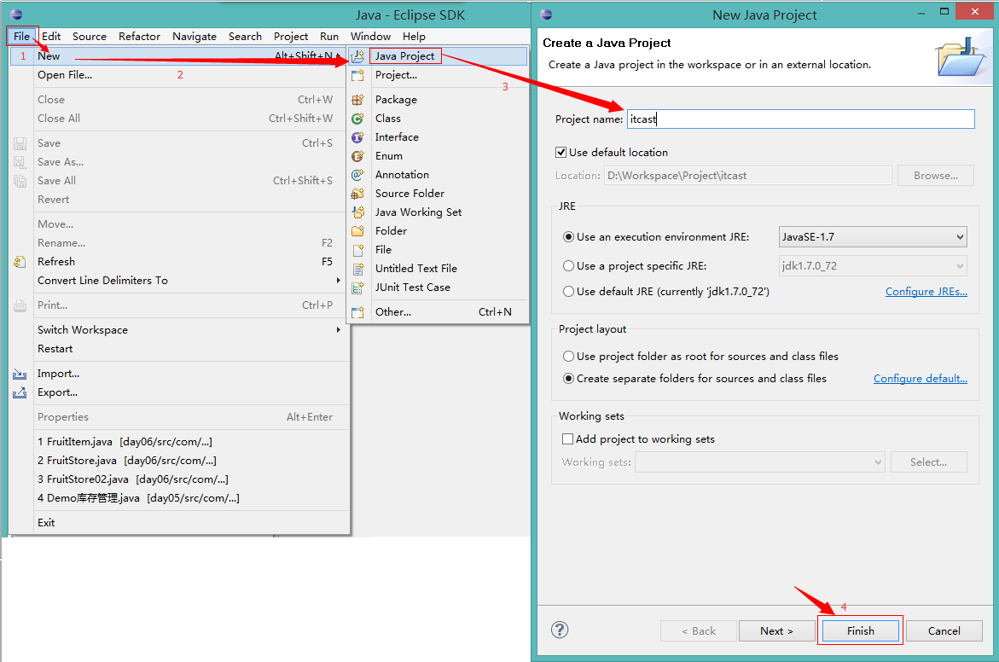 Java - Eclipse SDK
File Edit Source Refactor Navigate Search Project Run Window Help
1 New Alt+Shift+N
Open File... 2
Close Ctrl+W
Close All Ctrl+Shift+W
Save Ctrl+S
Save As...
Save All Ctrl+Shift+S
Revert
Move...
Rename... F2
Refresh F5
Convert Line Delimiters To
Print... Ctrl+P
Switch Workspace
Restart
Import...
Export...
Properties Alt+Enter
1 FruitItem.java [day06/src/com/...]
2 FruitStore.java [day06/src/com/...]
3 FruitStore02.java [day06/src/com/...]
4 Demo库存管理.java [day05/src/com/...]
Exit
Java Project
Project...
3
Package
Class
Interface
Enum
Annotation
Source Folder
Java Working Set
Folder
File
Untitled Text File
JUnit Test Case
Other... Ctrl+N
New Java Project
Create a Java Project
Create a Java project in the workspace or in an external location.
Project name: itcast
Use default location
Location: D:\Workspace\Project\itcast Browse...
JRE
Use an execution environment JRE: JavaSE-1.7
Use a project specific JRE: jdk1.7.0_72
Use default JRE (currently 'jdk1.7.0_72') Configure JREs...
Project layout
Use project folder as root for sources and class files
Create separate folders for sources and class files Configure default...
Working sets
Add project to working sets
Working sets: Select...
4
? < Back Next > Finish Cancel